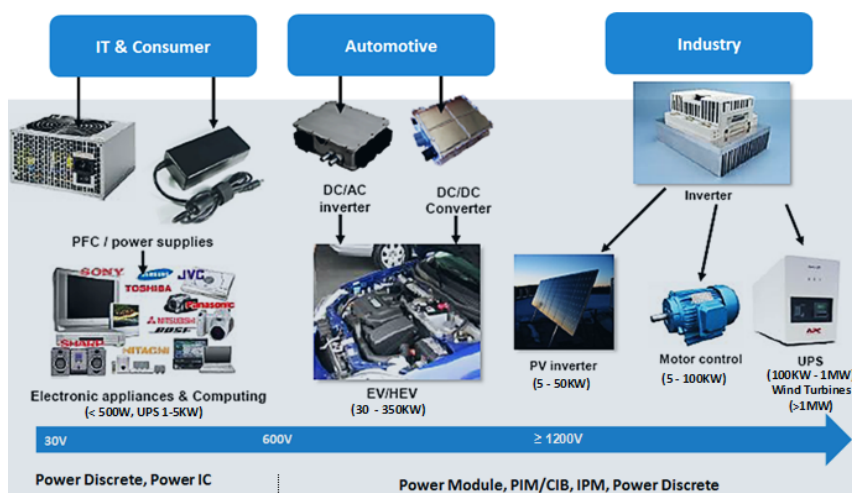 IT & Consumer
Automotive
Industry
DC/AC
inverter
DC/DC
Converter
Inverter
PFC / power supplies
SONY
SAMSUNG
JVC
TOSHIBA
Panasonic
MITSUBISHI
BOSE
SHARP
HITACHI
APC
Electronic appliances & Computing
(< 500W, UPS 1-5KW)
EV/HEV
(30 - 350KW)
PV inverter
(5 - 50KW)
Motor control
(5 - 100KW)
UPS
(100KW - 1MW)
Wind Turbines
(>1MW)
30V
600V
≥ 1200V
Power Discrete, Power IC
Power Module, PIM/CIB, IPM, Power Discrete